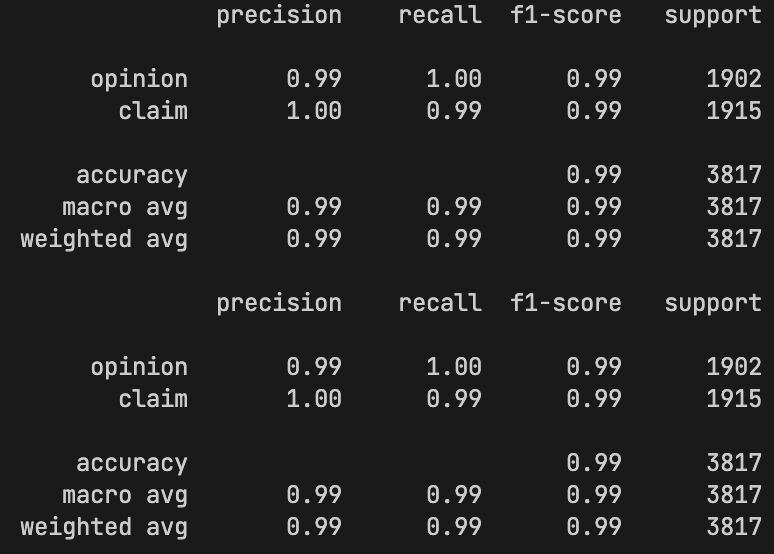 precision recall f1-score support
opinion 0.99 1.00 0.99 1902
claim 1.00 0.99 0.99 1915
accuracy 0.99 3817
macro avg 0.99 0.99 0.99 3817
weighted avg 0.99 0.99 0.99 3817
precision recall f1-score support
opinion 0.99 1.00 0.99 1902
claim 1.00 0.99 0.99 1915
accuracy 0.99 3817
macro avg 0.99 0.99 0.99 3817
weighted avg 0.99 0.99 0.99 3817